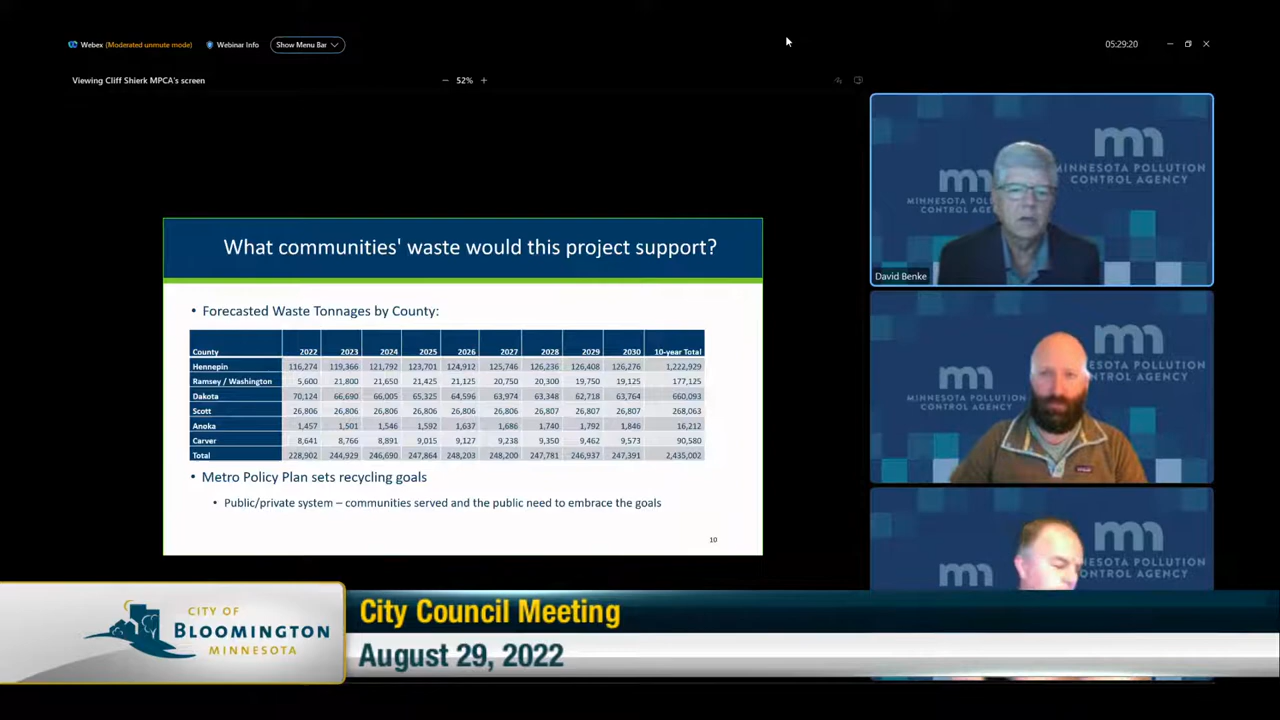 Webex (Moderated unmute mode) Webinar Info Show Menu Bar 05:29:20
Viewing Cliff Shierk MPCA's screen 52%
MINNESOTA POLLUTION CONTROL AGENCY
MINNESOTA POLLUTION CONTROL AGENCY
David Benke
What communities' waste would this project support?
• Forecasted Waste Tonnages by County:
County 2022 2023 2024 2025 2026 2027 2028 2029 2030 10-year Total
Hennepin 116,274 119,366 121,792 123,701 124,912 125,746 126,236 126,408 126,276 1,222,929
Ramsey / Washington 5,600 21,800 21,650 21,425 21,125 20,750 20,300 19,750 19,125 177,125
Dakota 70,124 66,690 66,005 65,325 64,596 63,974 63,348 62,718 63,764 660,093
Scott 26,806 26,806 26,806 26,806 26,806 26,806 26,807 26,807 26,807 268,063
Anoka 1,457 1,501 1,546 1,592 1,637 1,686 1,740 1,792 1,846 16,212
Carver 8,641 8,766 8,891 9,015 9,127 9,238 9,350 9,462 9,573 90,580
Total 228,902 244,929 246,690 247,864 248,203 248,200 247,781 246,937 247,391 2,435,002
• Metro Policy Plan sets recycling goals
• Public/private system – communities served and the public need to embrace the goals
10
MINNESOTA POLLUTION CONTROL AGENCY
MINNESOTA POLLUTION CONTROL AGENCY
CONTROL AGENCY
CITY OF
BLOOMINGTON
MINNESOTA
City Council Meeting
August 29, 2022